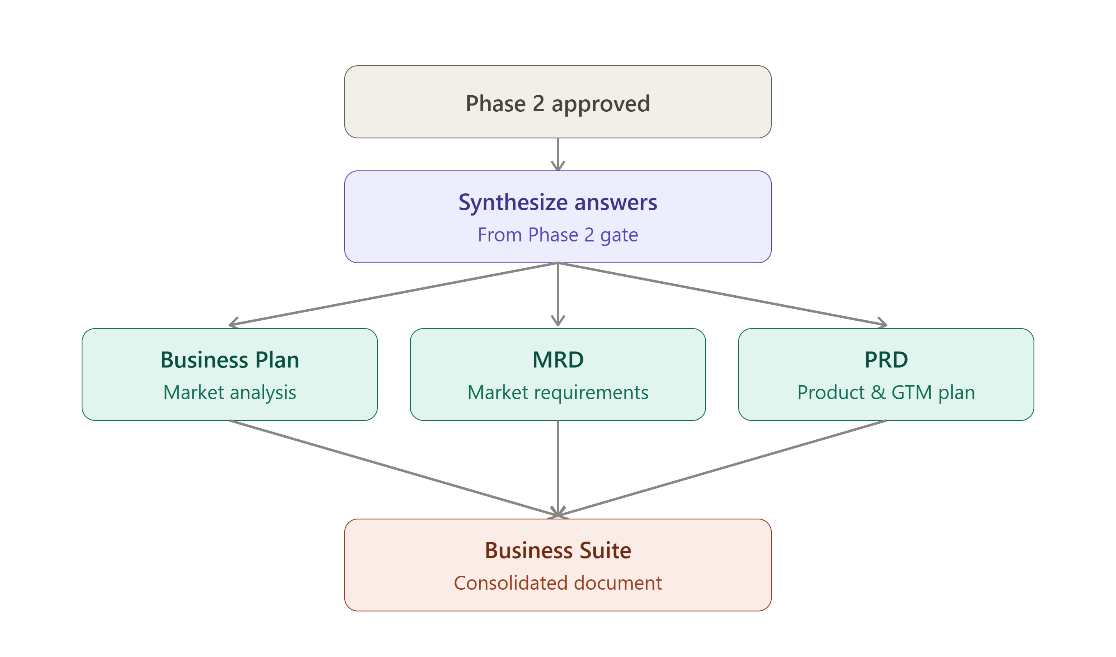 Phase 2 approved
Synthesize answers
From Phase 2 gate
Business Plan
Market analysis
MRD
Market requirements
PRD
Product & GTM plan
Business Suite
Consolidated document